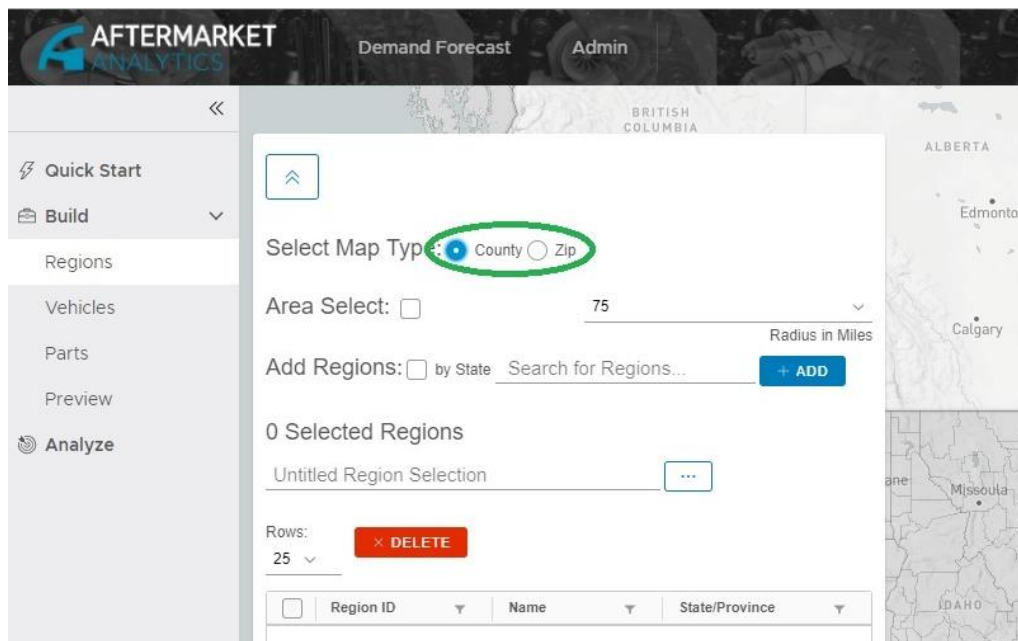 AFTERMARKET
ANALYTICS
Demand Forecast
Admin
Quick Start
Build
Regions
Vehicles
Parts
Preview
Analyze
BRITISH
COLUMBIA
ALBERTA
Edmonto
Calgary
ane
Missoula
IDAHO
Select Map Type: County Zip
Area Select: 75
Radius in Miles
Add Regions: by State Search for Regions... + ADD
0 Selected Regions
Untitled Region Selection ...
Rows:
25 × DELETE
Region ID Name State/Province